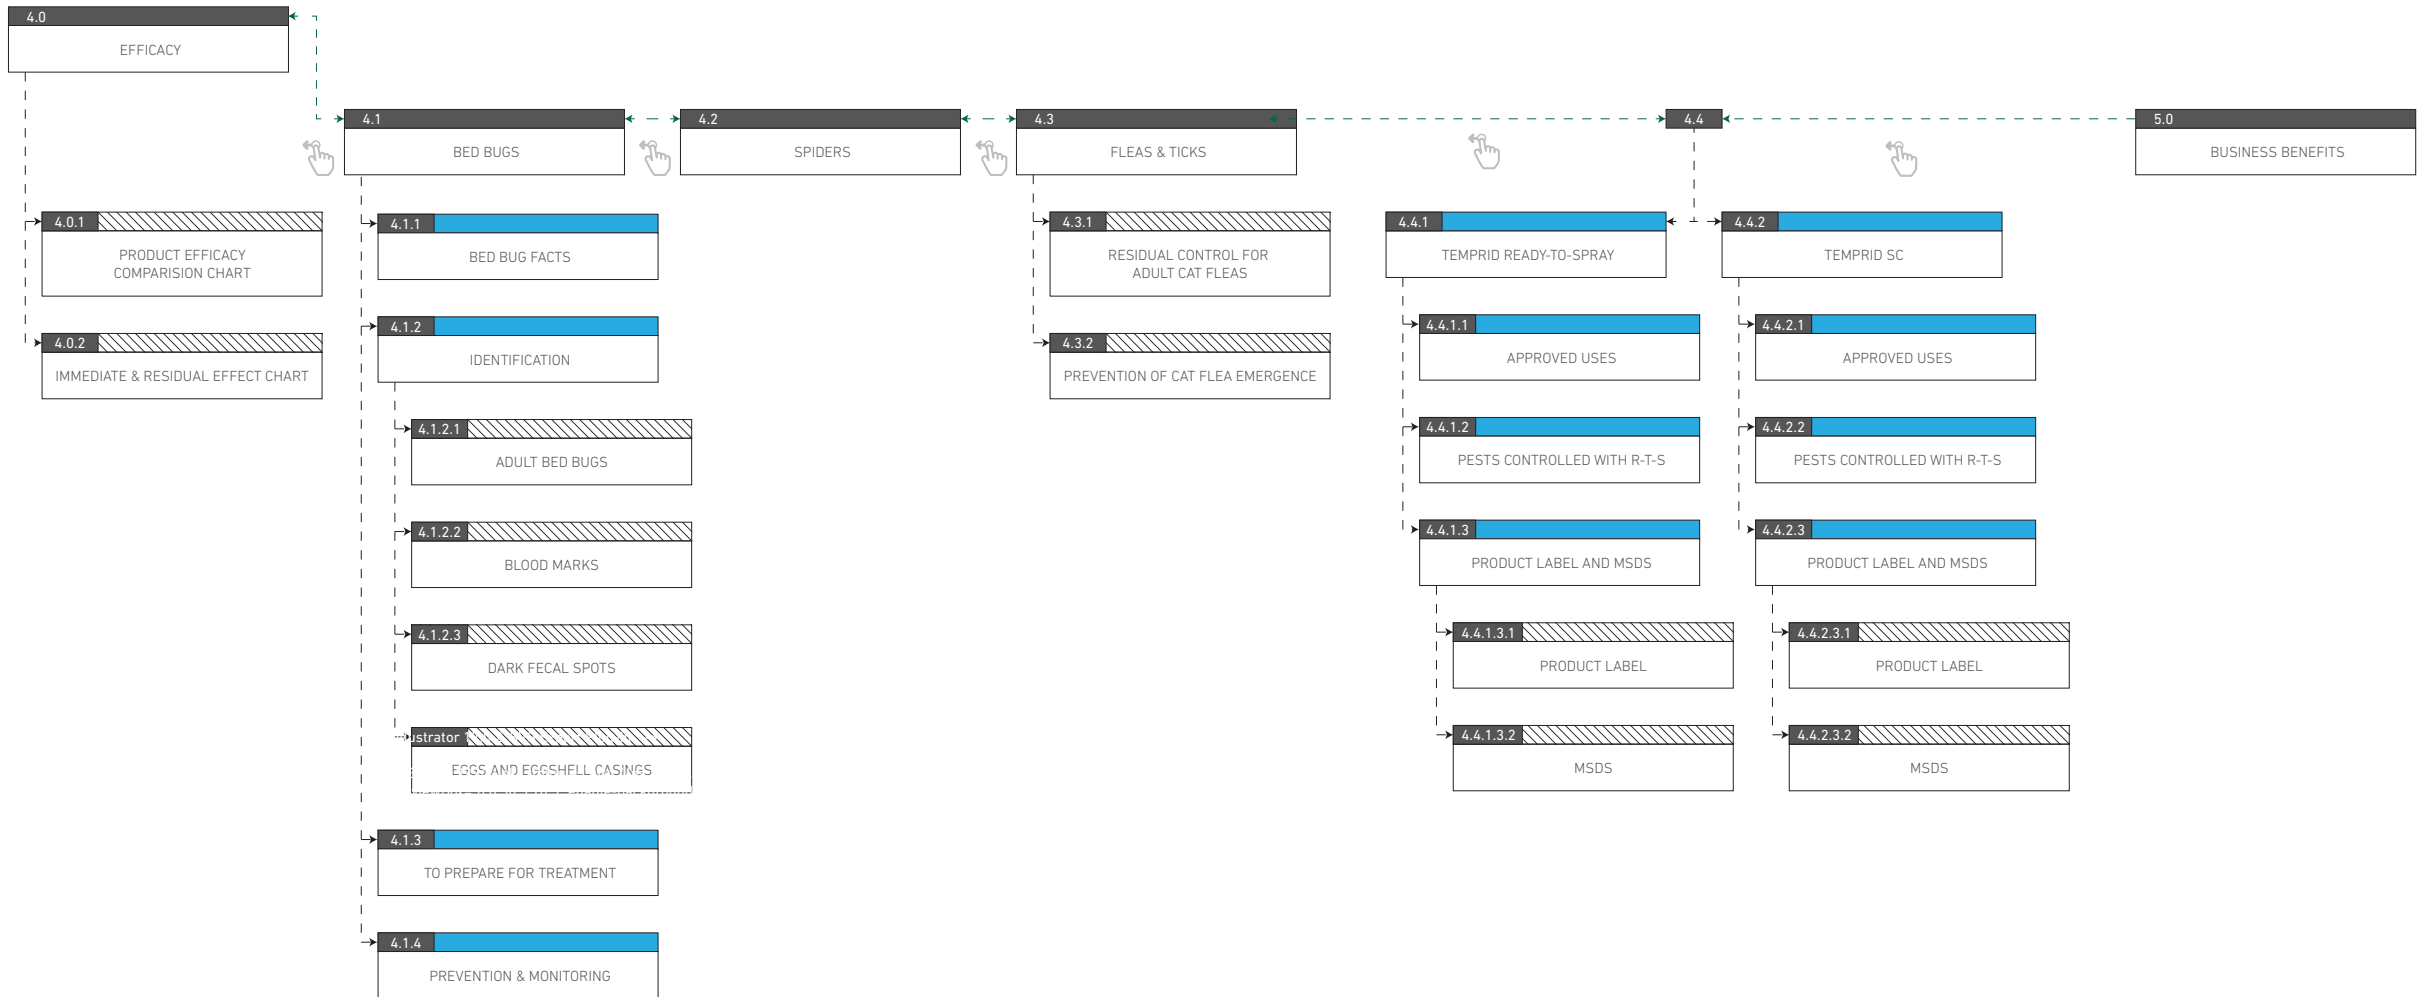 4.0
EFFICACY
4.0.1
PRODUCT EFFICACY
COMPARISION CHART
4.0.2
IMMEDIATE & RESIDUAL EFFECT CHART
4.1
BED BUGS
4.1.1
BED BUG FACTS
4.1.2
IDENTIFICATION
4.1.2.1
ADULT BED BUGS
4.1.2.2
BLOOD MARKS
4.1.2.3
DARK FECAL SPOTS
ustrator
EGGS AND EGGSHELL CASINGS
4.1.3
TO PREPARE FOR TREATMENT
4.1.4
PREVENTION & MONITORING
4.2
SPIDERS
4.3
FLEAS & TICKS
4.3.1
RESIDUAL CONTROL FOR
ADULT CAT FLEAS
4.3.2
PREVENTION OF CAT FLEA EMERGENCE
4.4
4.4.1
TEMPRID READY-TO-SPRAY
4.4.1.1
APPROVED USES
4.4.1.2
PESTS CONTROLLED WITH R-T-S
4.4.1.3
PRODUCT LABEL AND MSDS
4.4.1.3.1
PRODUCT LABEL
4.4.1.3.2
MSDS
4.4.2
TEMPRID SC
4.4.2.1
APPROVED USES
4.4.2.2
PESTS CONTROLLED WITH R-T-S
4.4.2.3
PRODUCT LABEL AND MSDS
4.4.2.3.1
PRODUCT LABEL
4.4.2.3.2
MSDS
5.0
BUSINESS BENEFITS